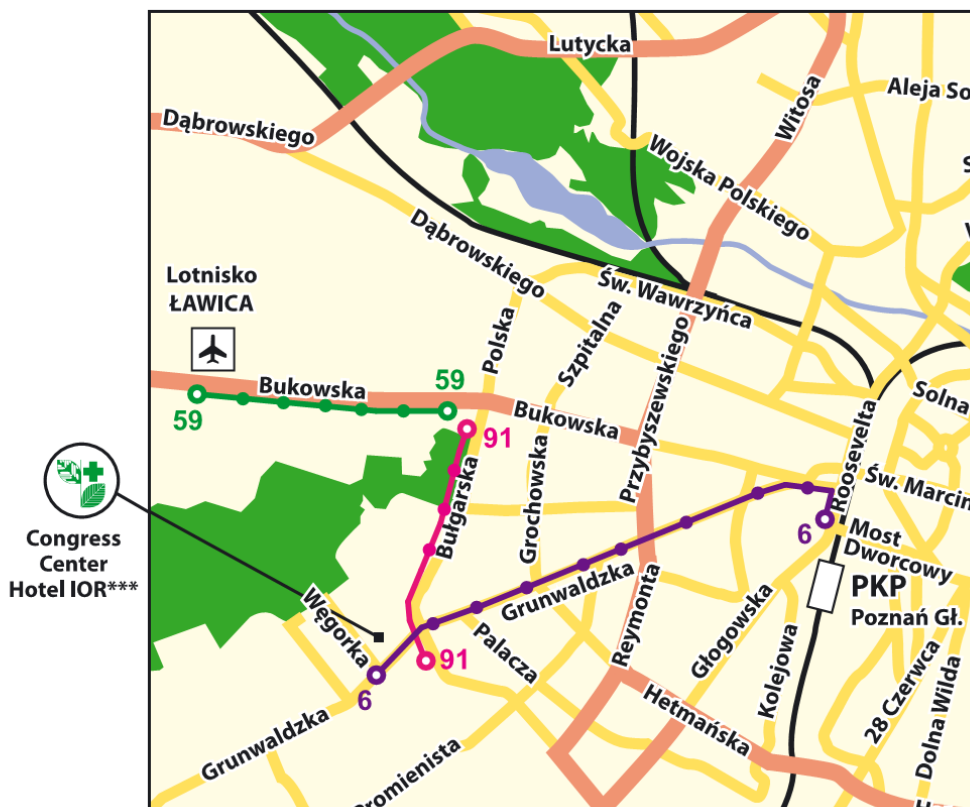 Lutycka
Witosa
Aleja So
Dąbrowskiego
Wojska Polskiego
Dąbrowskiego
Lotnisko
ŁAWICA
Św. Wawrzyńca
Polska
Szpitalna
Przybyszewskiego
Bukowska
59
59
Bukowska
Solna
91
Roosevelta
Św. Marcin
Bułgarska
Grochowska
6
Most
Dworcowy
Congress
Center
Hotel IOR***
Węgorka
Grunwaldzka
PKP
Poznań Gł.
Palacza
Reymonta
Głogowska
Kolejowa
91
6
28 Czerwca
Dolna Wilda
Hetmańska
Grunwaldzka
Promienista